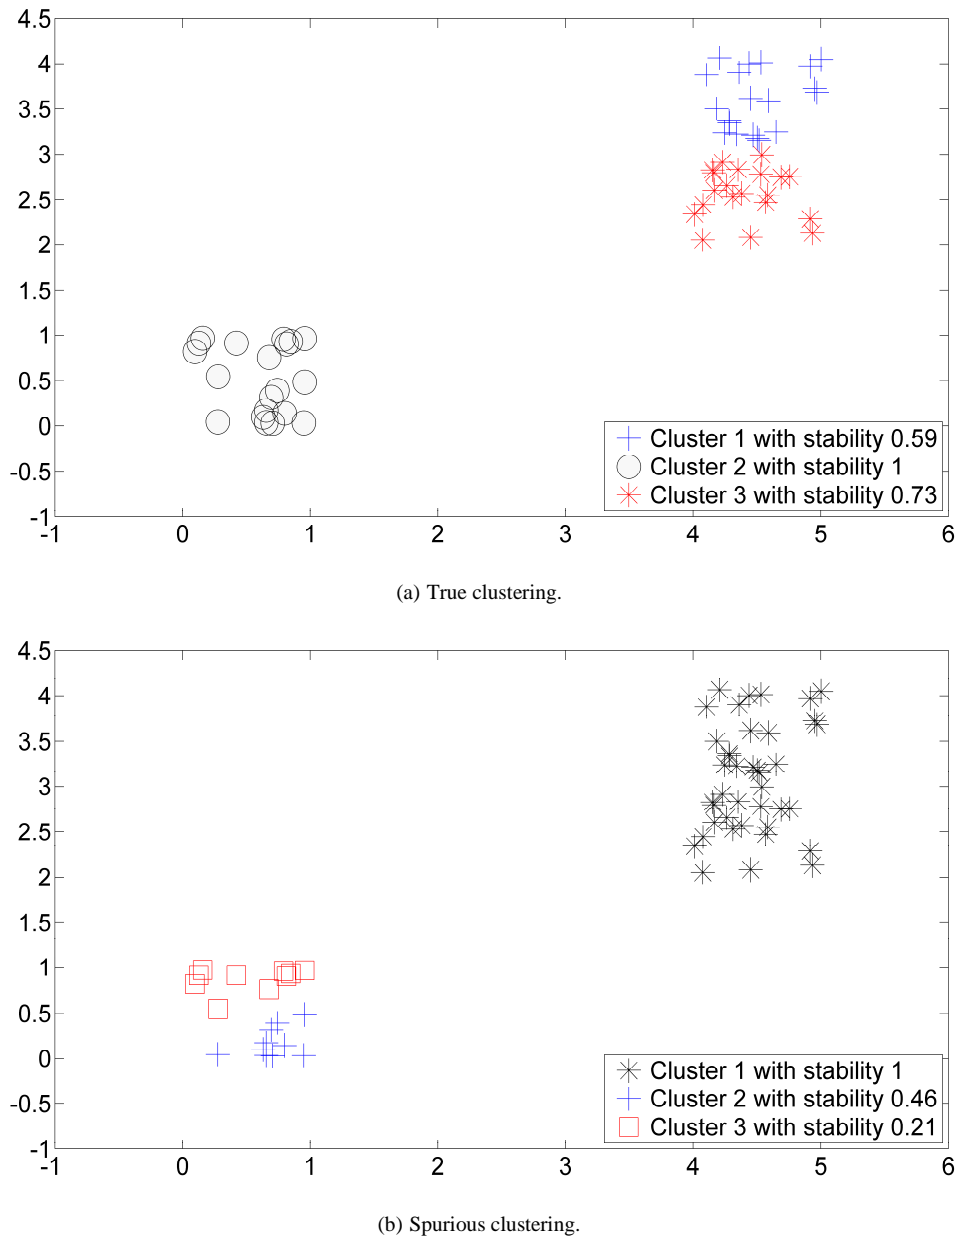 4.5
4
3.5
3
2.5
2
1.5
1
0.5
0
-0.5
-1
-1 0 1 2 3 4 5 6
Cluster 1 with stability 0.59
Cluster 2 with stability 1
Cluster 3 with stability 0.73
(a) True clustering.
4.5
4
3.5
3
2.5
2
1.5
1
0.5
0
-0.5
-1
-1 0 1 2 3 4 5 6
Cluster 1 with stability 1
Cluster 2 with stability 0.46
Cluster 3 with stability 0.21
(b) Spurious clustering.